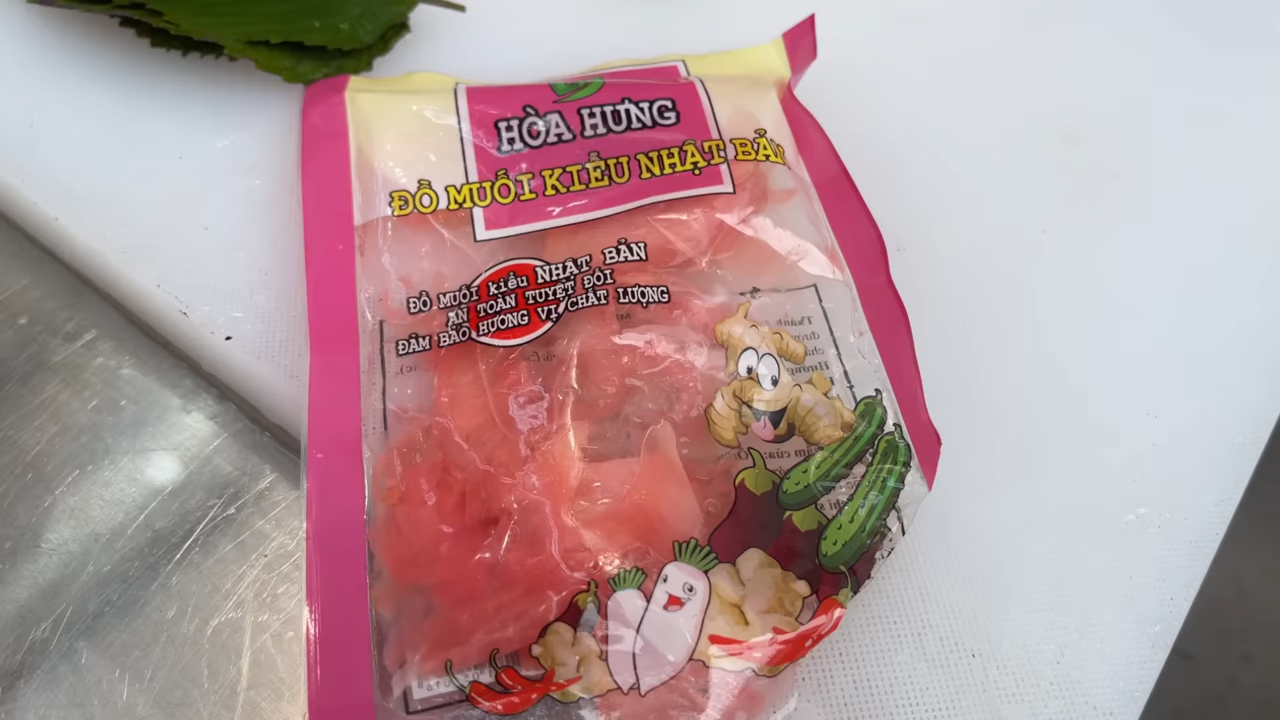 HÒA HƯNG
ĐỒ MUỐI KIỂU NHẬT BẢN
ĐỒ MUỐI kiểu NHẬT BẢN
AN TOÀN TUYỆT ĐỐI
ĐẢM BẢO HƯƠNG VỊ CHẤT LƯỢNG